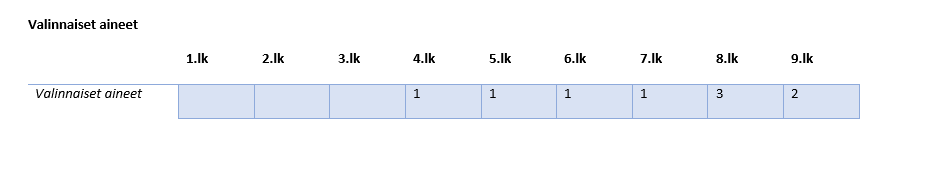 Valinnaiset aineet
1.lk 2.lk 3.lk 4.lk 5.lk 6.lk 7.lk 8.lk 9.lk
Valinnaiset aineet 1 1 1 1 3 2